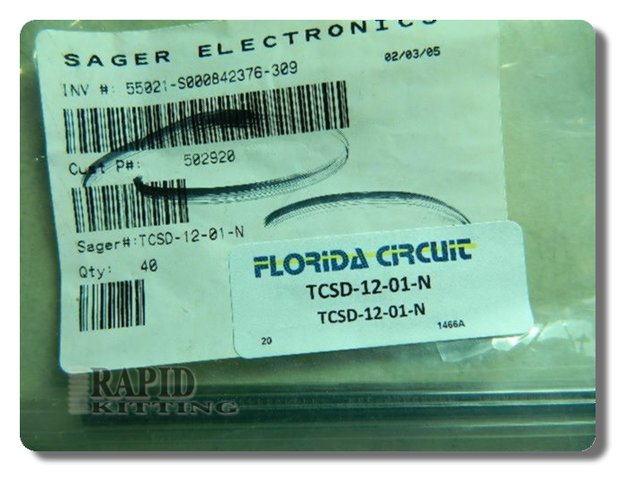 SAGER ELECTRONICS
02/03/05
INV #: 55021-S000842376-309
Cust P#: 502920
Sager#:TCSD-12-01-N
Qty: 40
FLORIDA CIRCUIT
TCSD-12-01-N
TCSD-12-01-N
20 1466A
RAPID
KITTING